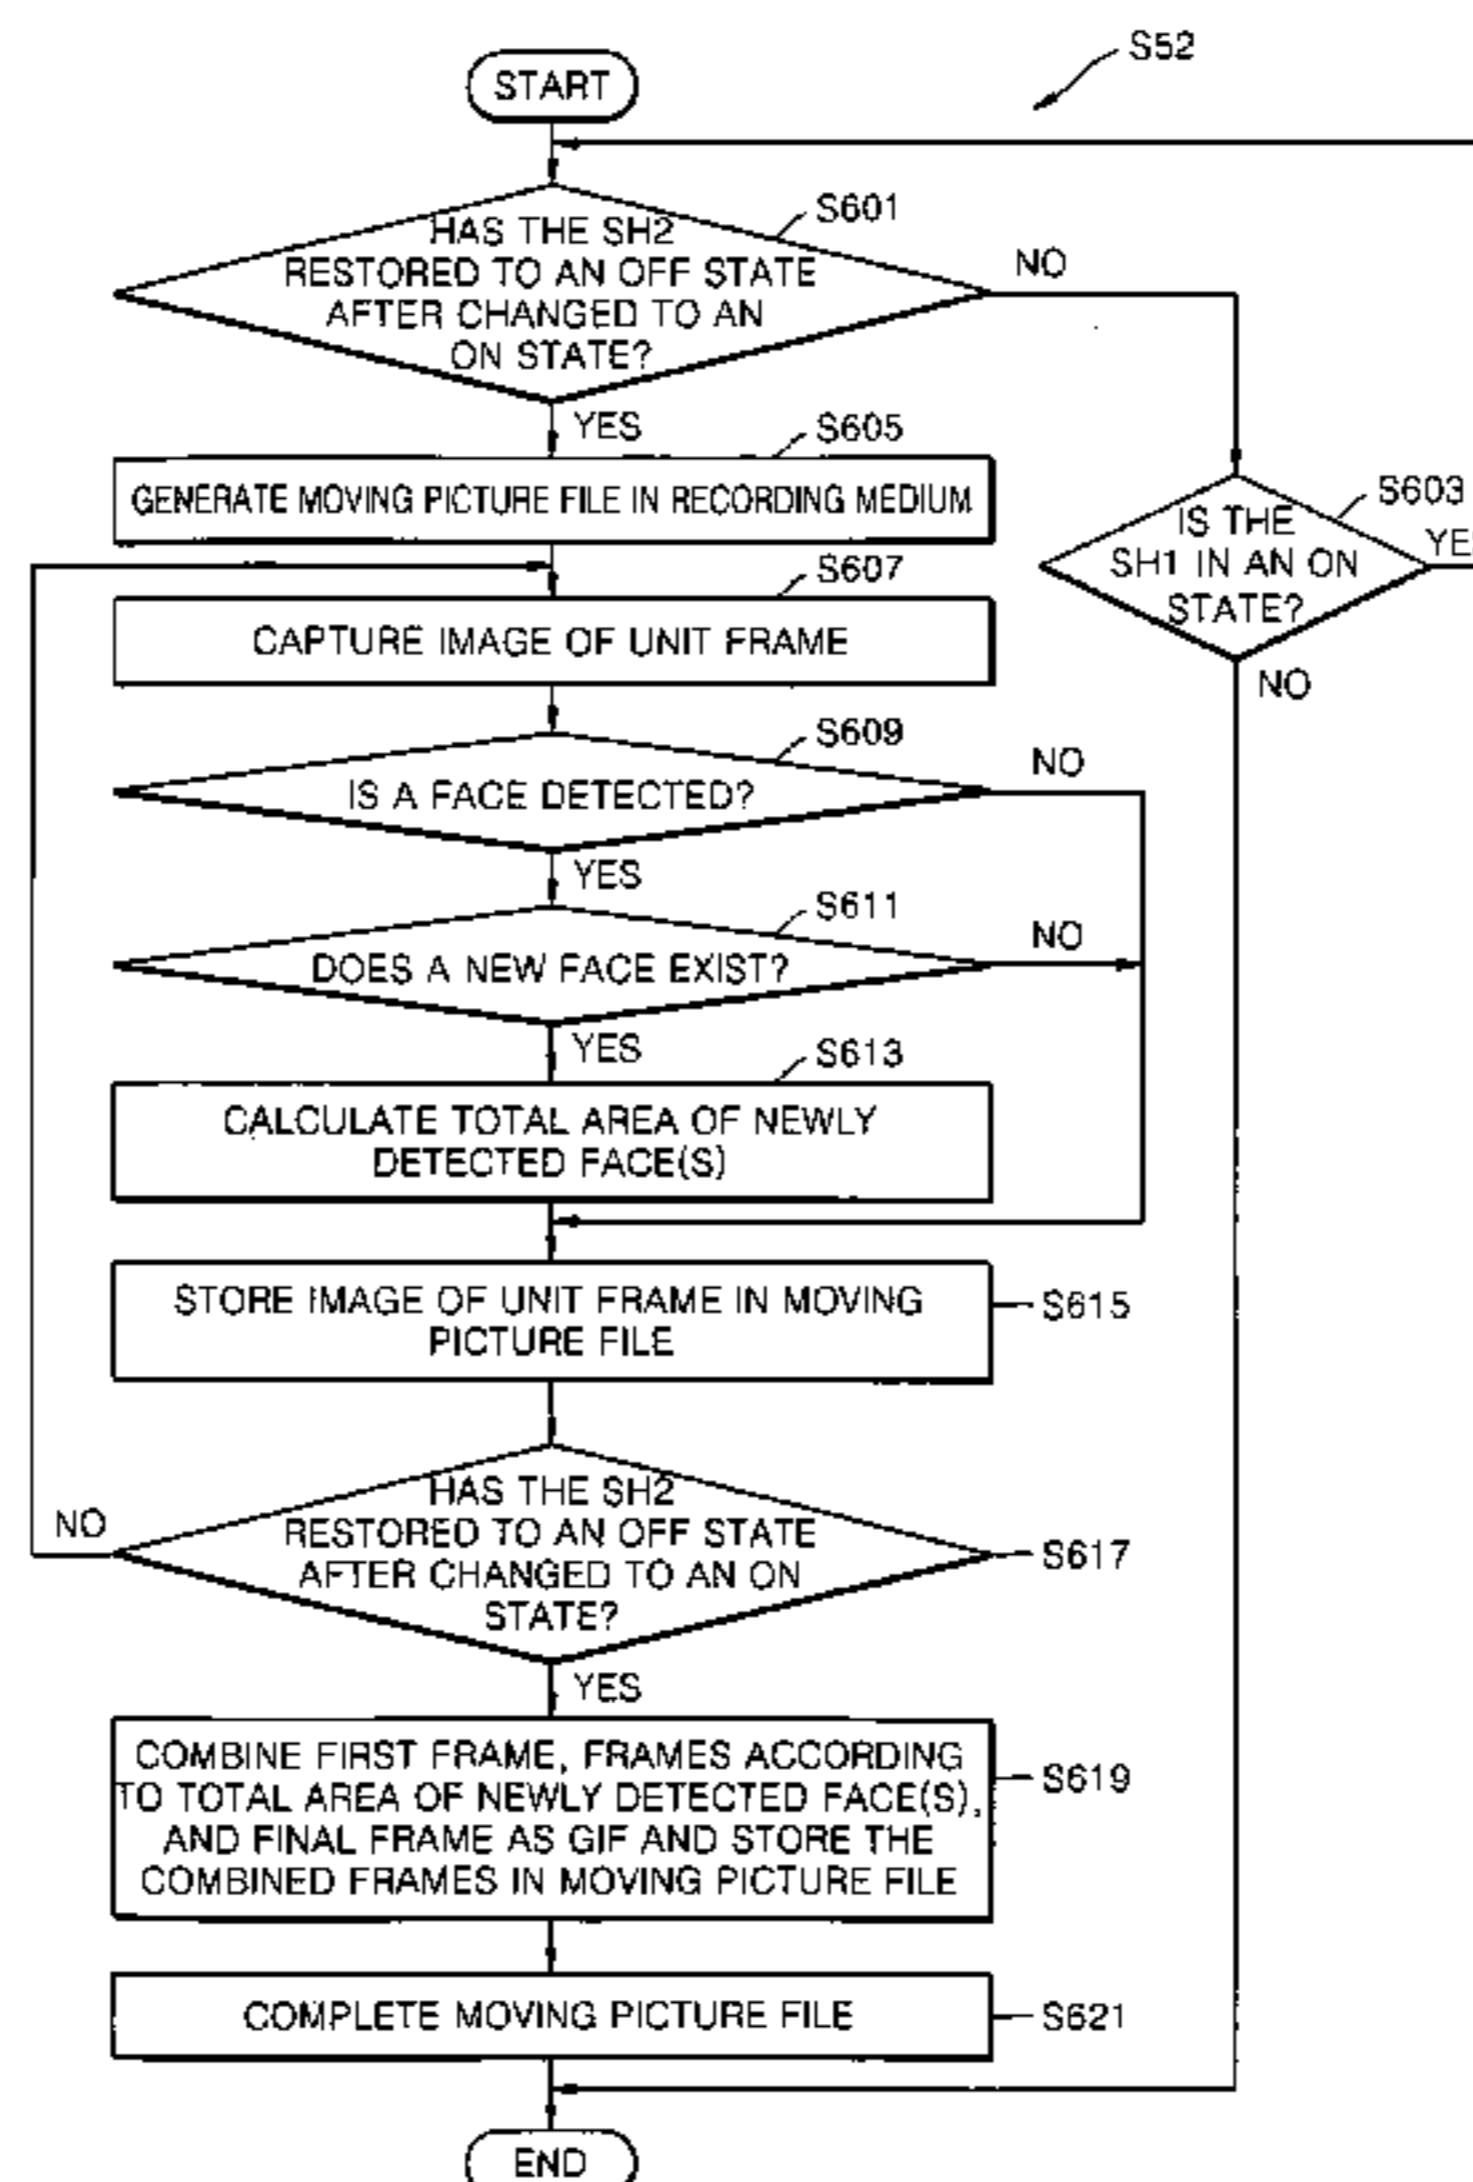 S52
START
S601
HAS THE SH2
RESTORED TO AN OFF STATE
AFTER CHANGED TO AN
ON STATE?
NO
YES
S605
GENERATE MOVING PICTURE FILE IN RECORDING MEDIUM
S603
IS THE
SH1 IN AN ON
STATE?
YES
NO
S607
CAPTURE IMAGE OF UNIT FRAME
S609
IS A FACE DETECTED?
NO
YES
S611
DOES A NEW FACE EXIST?
NO
YES
S613
CALCULATE TOTAL AREA OF NEWLY
DETECTED FACE(S)
STORE IMAGE OF UNIT FRAME IN MOVING
PICTURE FILE
S615
HAS THE SH2
RESTORED TO AN OFF STATE
AFTER CHANGED TO AN ON
STATE?
NO
S617
YES
COMBINE FIRST FRAME, FRAMES ACCORDING
TO TOTAL AREA OF NEWLY DETECTED FACE(S),
AND FINAL FRAME AS GIF AND STORE THE
COMBINED FRAMES IN MOVING PICTURE FILE
S619
COMPLETE MOVING PICTURE FILE
S621
END